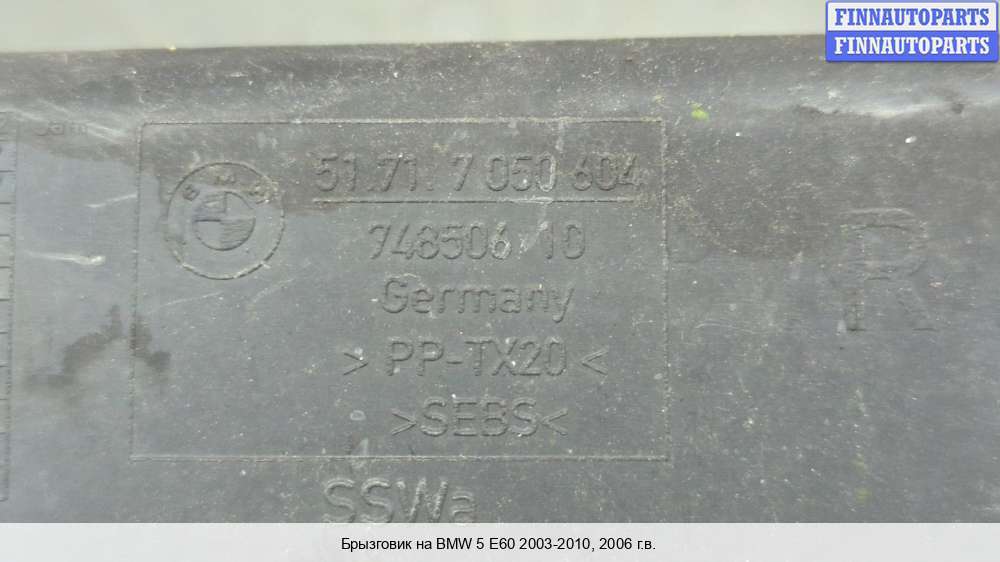 FINNAUTOPARTS
FINNAUTOPARTS
BMW
51.71. 7 050 604
748506 10
Germany
> PP-TX20 <
>SEBS<
R
SSWa
Брызговик на BMW 5 E60 2003-2010, 2006 г.в.